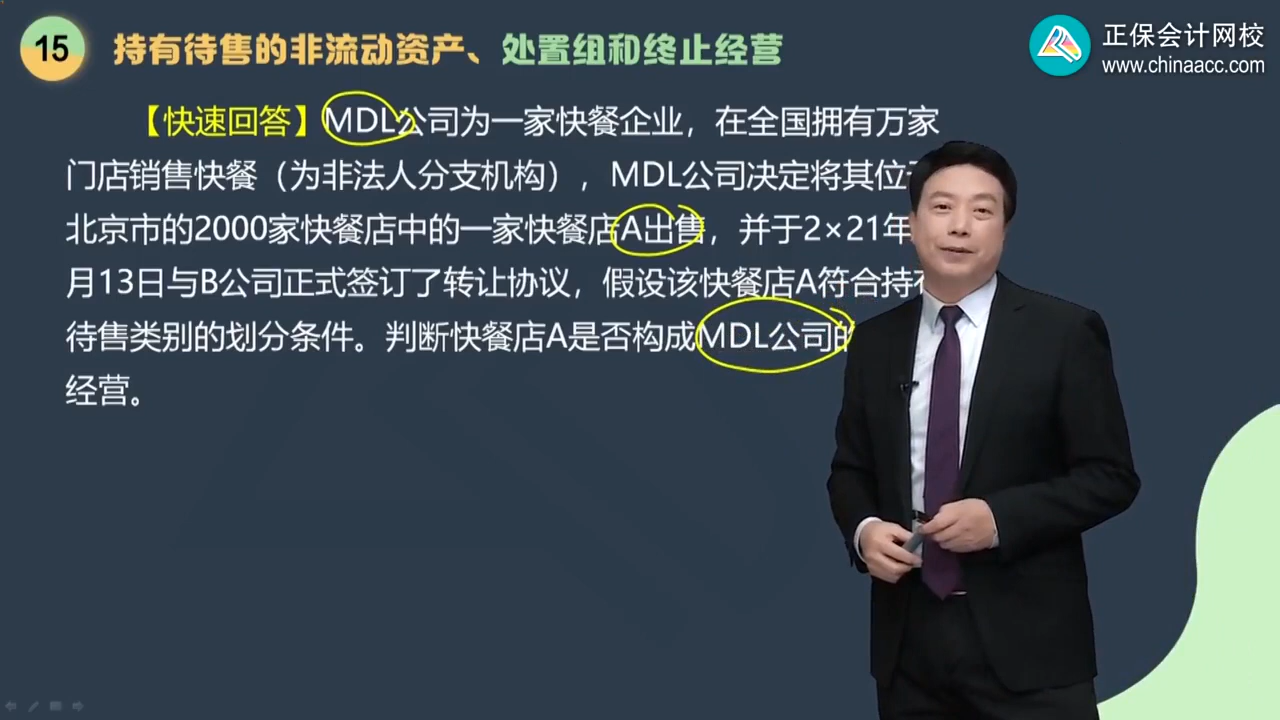 15
持有待售的非流动资产、处置组和终止经营
正保会计网校
www.chinaacc.com
【快速回答】MDL公司为一家快餐企业，在全国拥有万家
门店销售快餐（为非法人分支机构），MDL公司决定将其位于
北京市的2000家快餐店中的一家快餐店A出售，并于2×21年
月13日与B公司正式签订了转让协议，假设该快餐店A符合持有
待售类别的划分条件。判断快餐店A是否构成MDL公司的
经营。